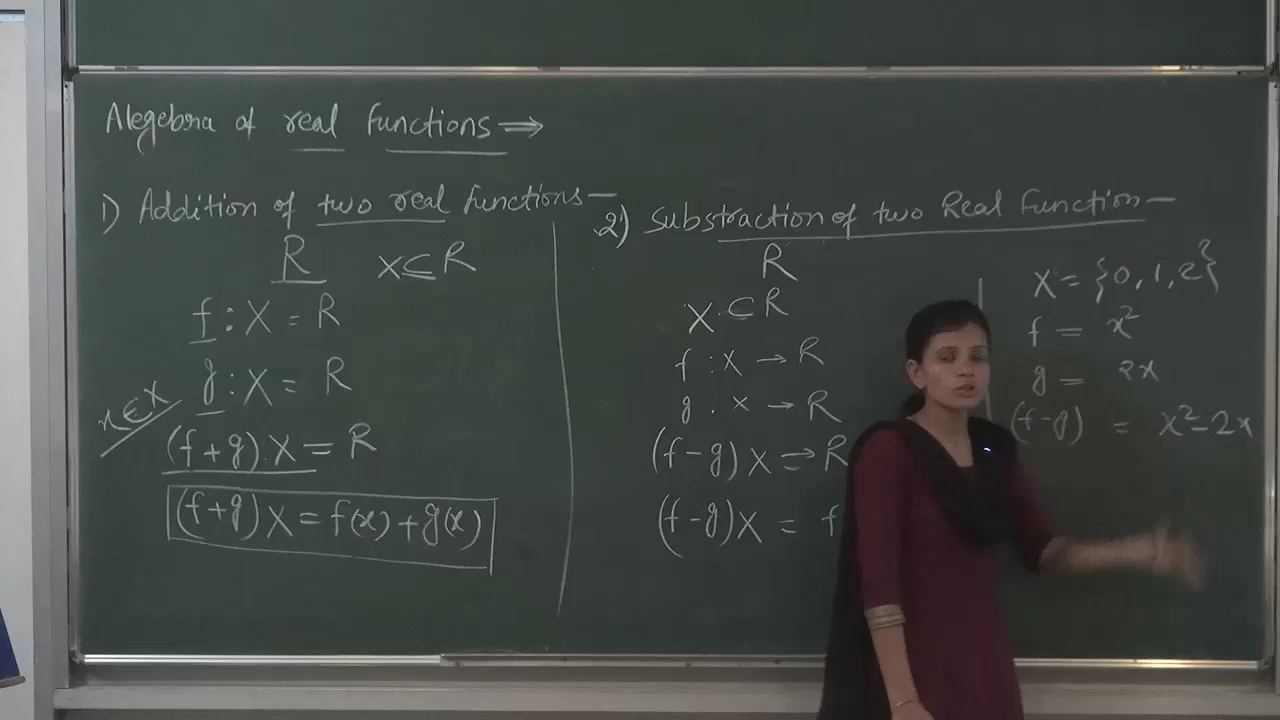 Alegebra of real functions ⇒
1) Addition of two real functions —
R X ⊆ R
f : X = R
g : X = R
x ∈ X
(f+g).X = R
(f+g)X = f(x)+g(x)
2) Substraction of two Real Function —
R
X ⊂ R
f : X → R
g : X → R
(f-g)X ⇒ R
(f-g)X = f
X = {0, 1, 2}
f = x²
g = 2x
(f-g) = x²-2x